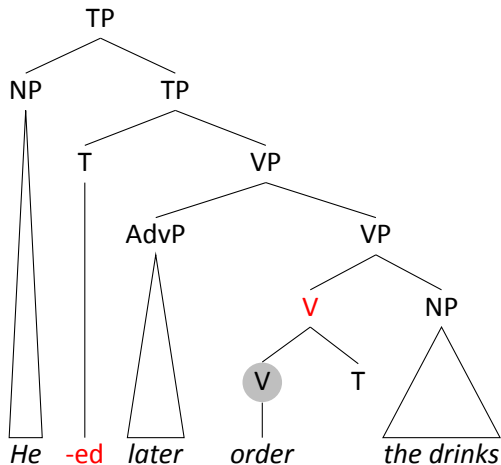 TP
NP TP
T VP
AdvP VP
V NP
V T
He -ed later order the drinks